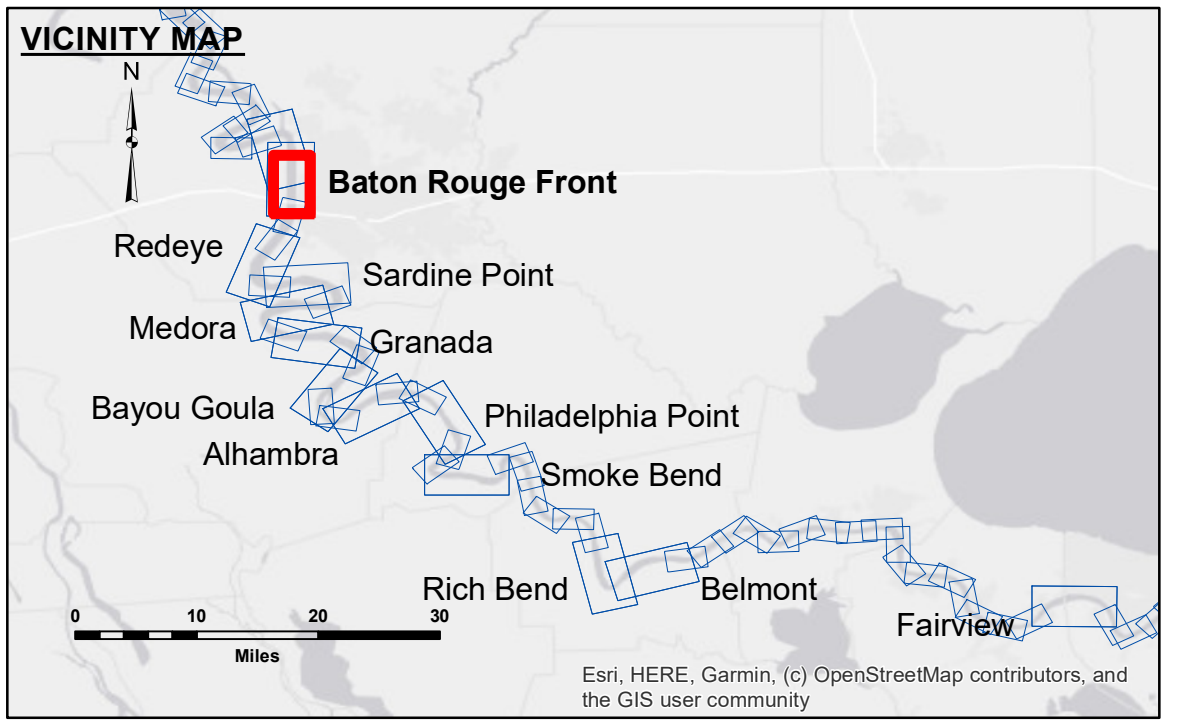 VICINITY MAP
N
Baton Rouge Front
Redeye
Sardine Point
Medora
Granada
Bayou Goula
Philadelphia Point
Alhambra
Smoke Bend
Rich Bend
Belmont
Fairview
0 10 20 30
Miles
Esri, HERE, Garmin, (c) OpenStreetMap contributors, and
the GIS user community